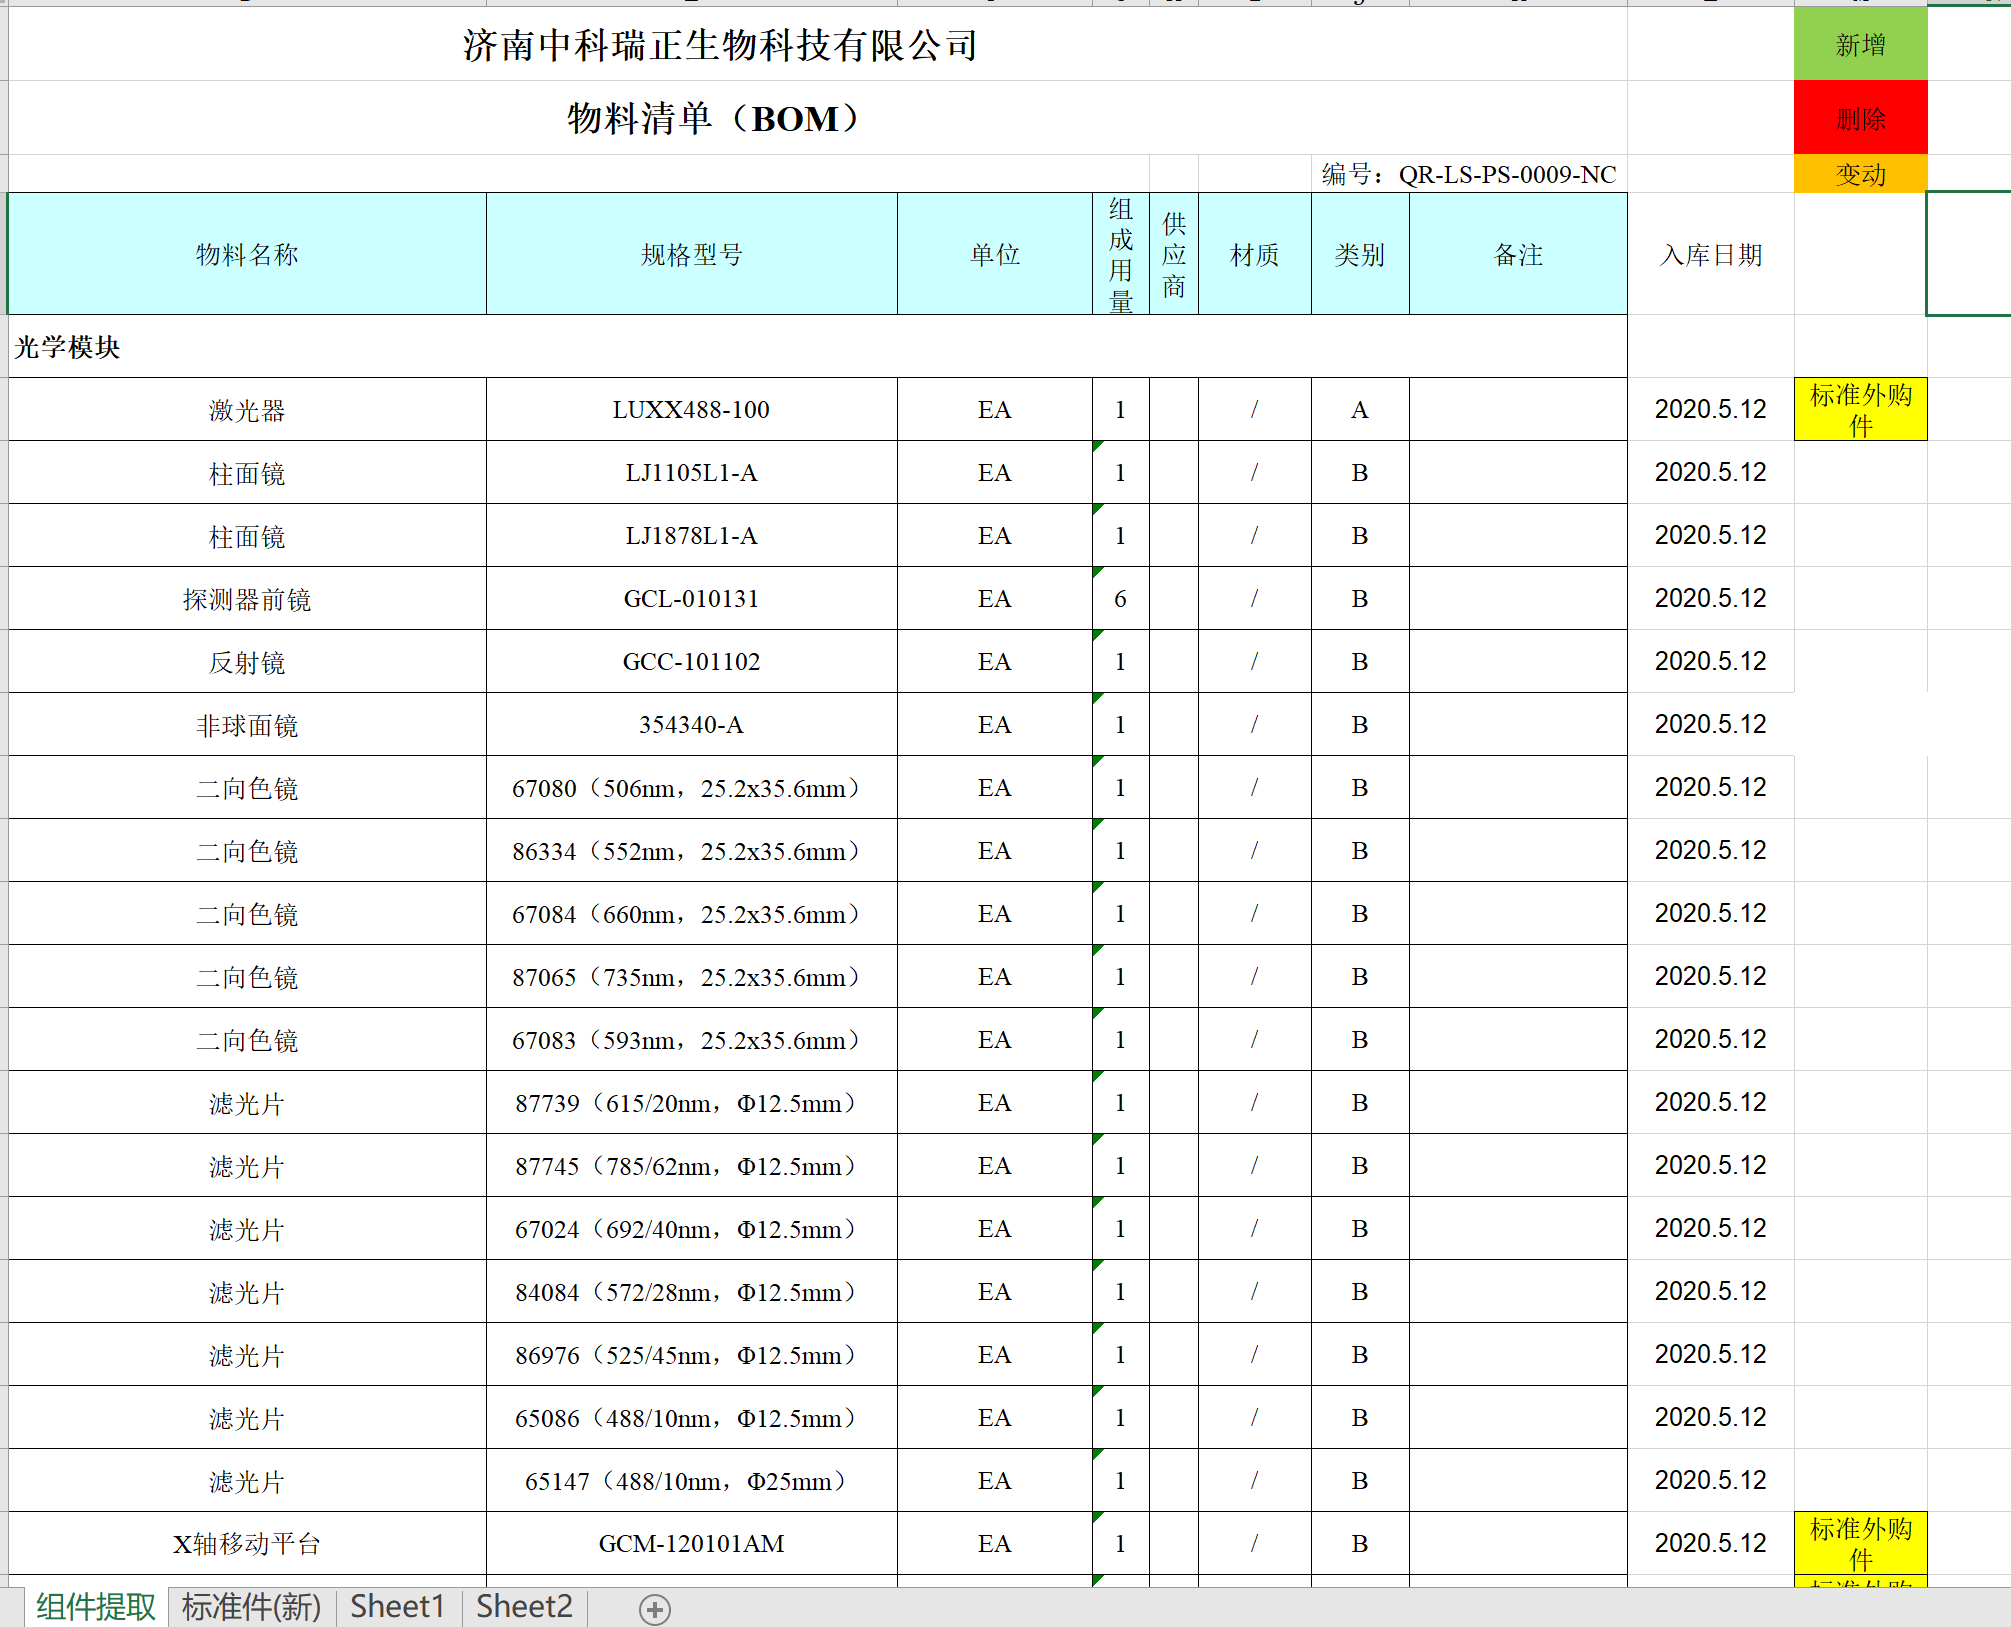 济南中科瑞正生物科技有限公司 新增
物料清单（BOM） 删除
编号：QR-LS-PS-0009-NC 变动
物料名称 规格型号 单位 组成用量 供应商 材质 类别 备注 入库日期
光学模块
激光器 LUXX488-100 EA 1 / A 2020.5.12 标准外购件
柱面镜 LJ1105L1-A EA 1 / B 2020.5.12
柱面镜 LJ1878L1-A EA 1 / B 2020.5.12
探测器前镜 GCL-010131 EA 6 / B 2020.5.12
反射镜 GCC-101102 EA 1 / B 2020.5.12
非球面镜 354340-A EA 1 / B 2020.5.12
二向色镜 67080（506nm，25.2x35.6mm） EA 1 / B 2020.5.12
二向色镜 86334（552nm，25.2x35.6mm） EA 1 / B 2020.5.12
二向色镜 67084（660nm，25.2x35.6mm） EA 1 / B 2020.5.12
二向色镜 87065（735nm，25.2x35.6mm） EA 1 / B 2020.5.12
二向色镜 67083（593nm，25.2x35.6mm） EA 1 / B 2020.5.12
滤光片 87739（615/20nm，Φ12.5mm） EA 1 / B 2020.5.12
滤光片 87745（785/62nm，Φ12.5mm） EA 1 / B 2020.5.12
滤光片 67024（692/40nm，Φ12.5mm） EA 1 / B 2020.5.12
滤光片 84084（572/28nm，Φ12.5mm） EA 1 / B 2020.5.12
滤光片 86976（525/45nm，Φ12.5mm） EA 1 / B 2020.5.12
滤光片 65086（488/10nm，Φ12.5mm） EA 1 / B 2020.5.12
滤光片 65147（488/10nm，Φ25mm） EA 1 / B 2020.5.12
X轴移动平台 GCM-120101AM EA 1 / B 2020.5.12 标准外购件
组件提取 标准件(新) Sheet1 Sheet2